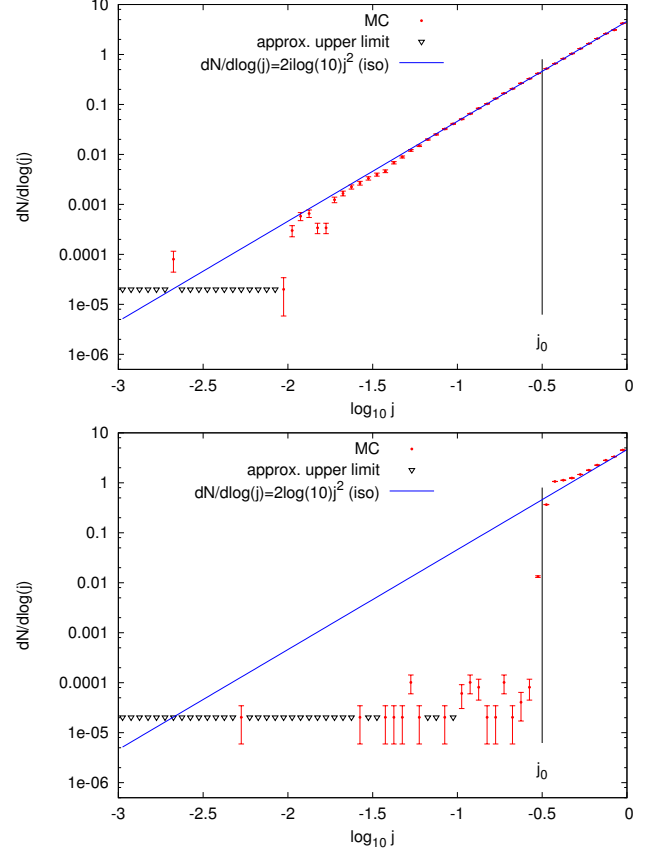 MC
approx. upper limit
dN/dlog(j)=2ilog(10)j² (iso)
10
1
0.1
0.01
0.001
0.0001
1e-05
1e-06
dN/dlog(j)
j₀
-3 -2.5 -2 -1.5 -1 -0.5 0
log₁₀ j
MC
approx. upper limit
dN/dlog(j)=2log(10)j² (iso)
10
1
0.1
0.01
0.001
0.0001
1e-05
1e-06
dN/dlog(j)
j₀
-3 -2.5 -2 -1.5 -1 -0.5 0
log₁₀ j